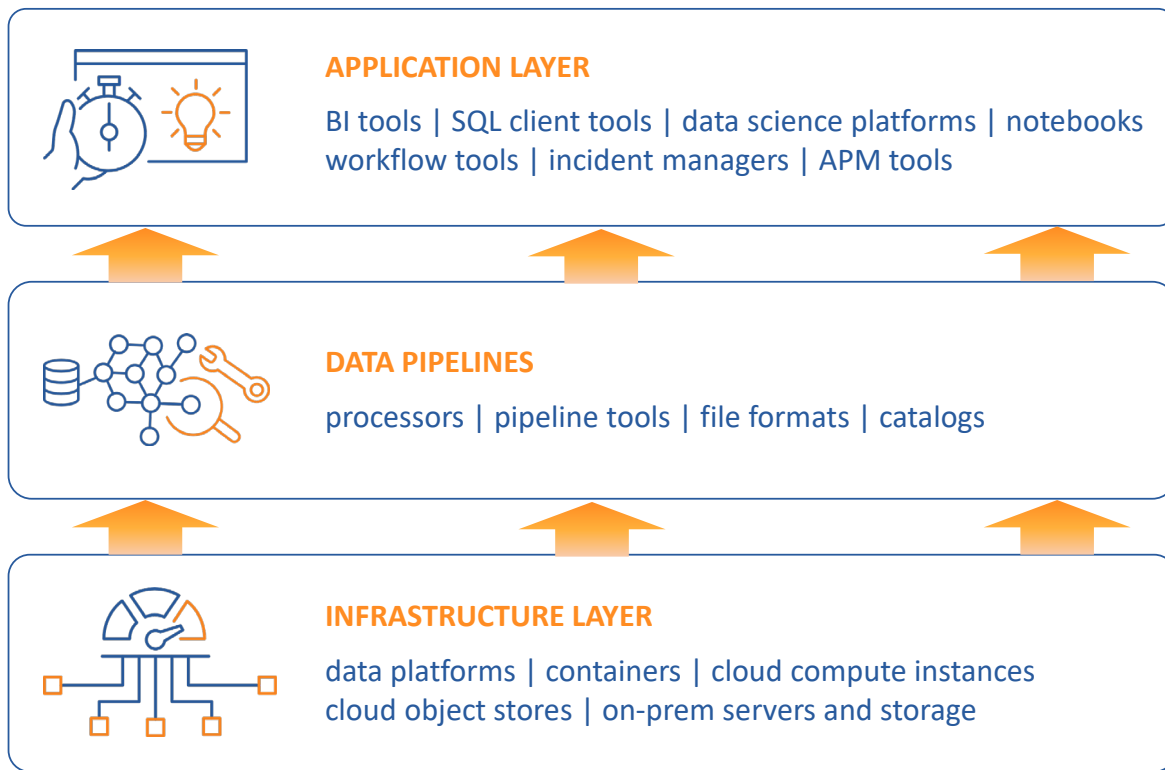 APPLICATION LAYER
BI tools | SQL client tools | data science platforms | notebooks
workflow tools | incident managers | APM tools
DATA PIPELINES
processors | pipeline tools | file formats | catalogs
INFRASTRUCTURE LAYER
data platforms | containers | cloud compute instances
cloud object stores | on-prem servers and storage